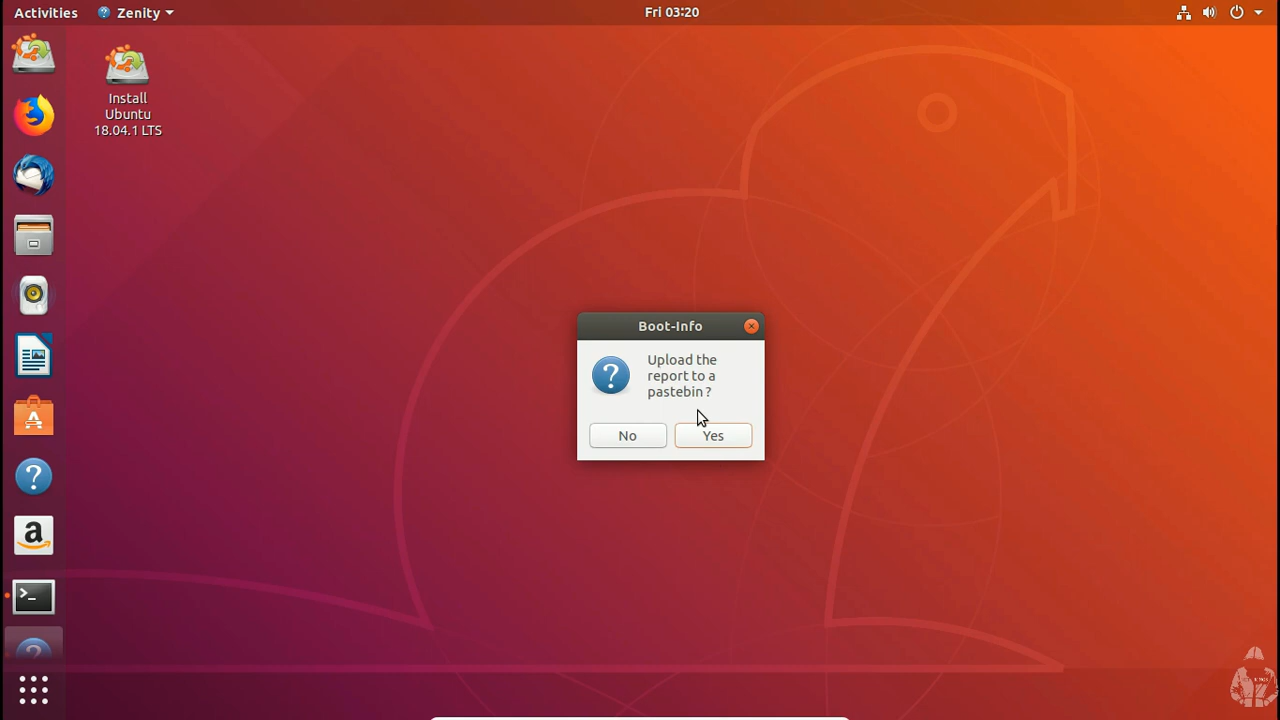 Activities Zenity Fri 03:20
Install
Ubuntu
18.04.1 LTS
Boot-Info
Upload the
report to a
pastebin ?
No Yes